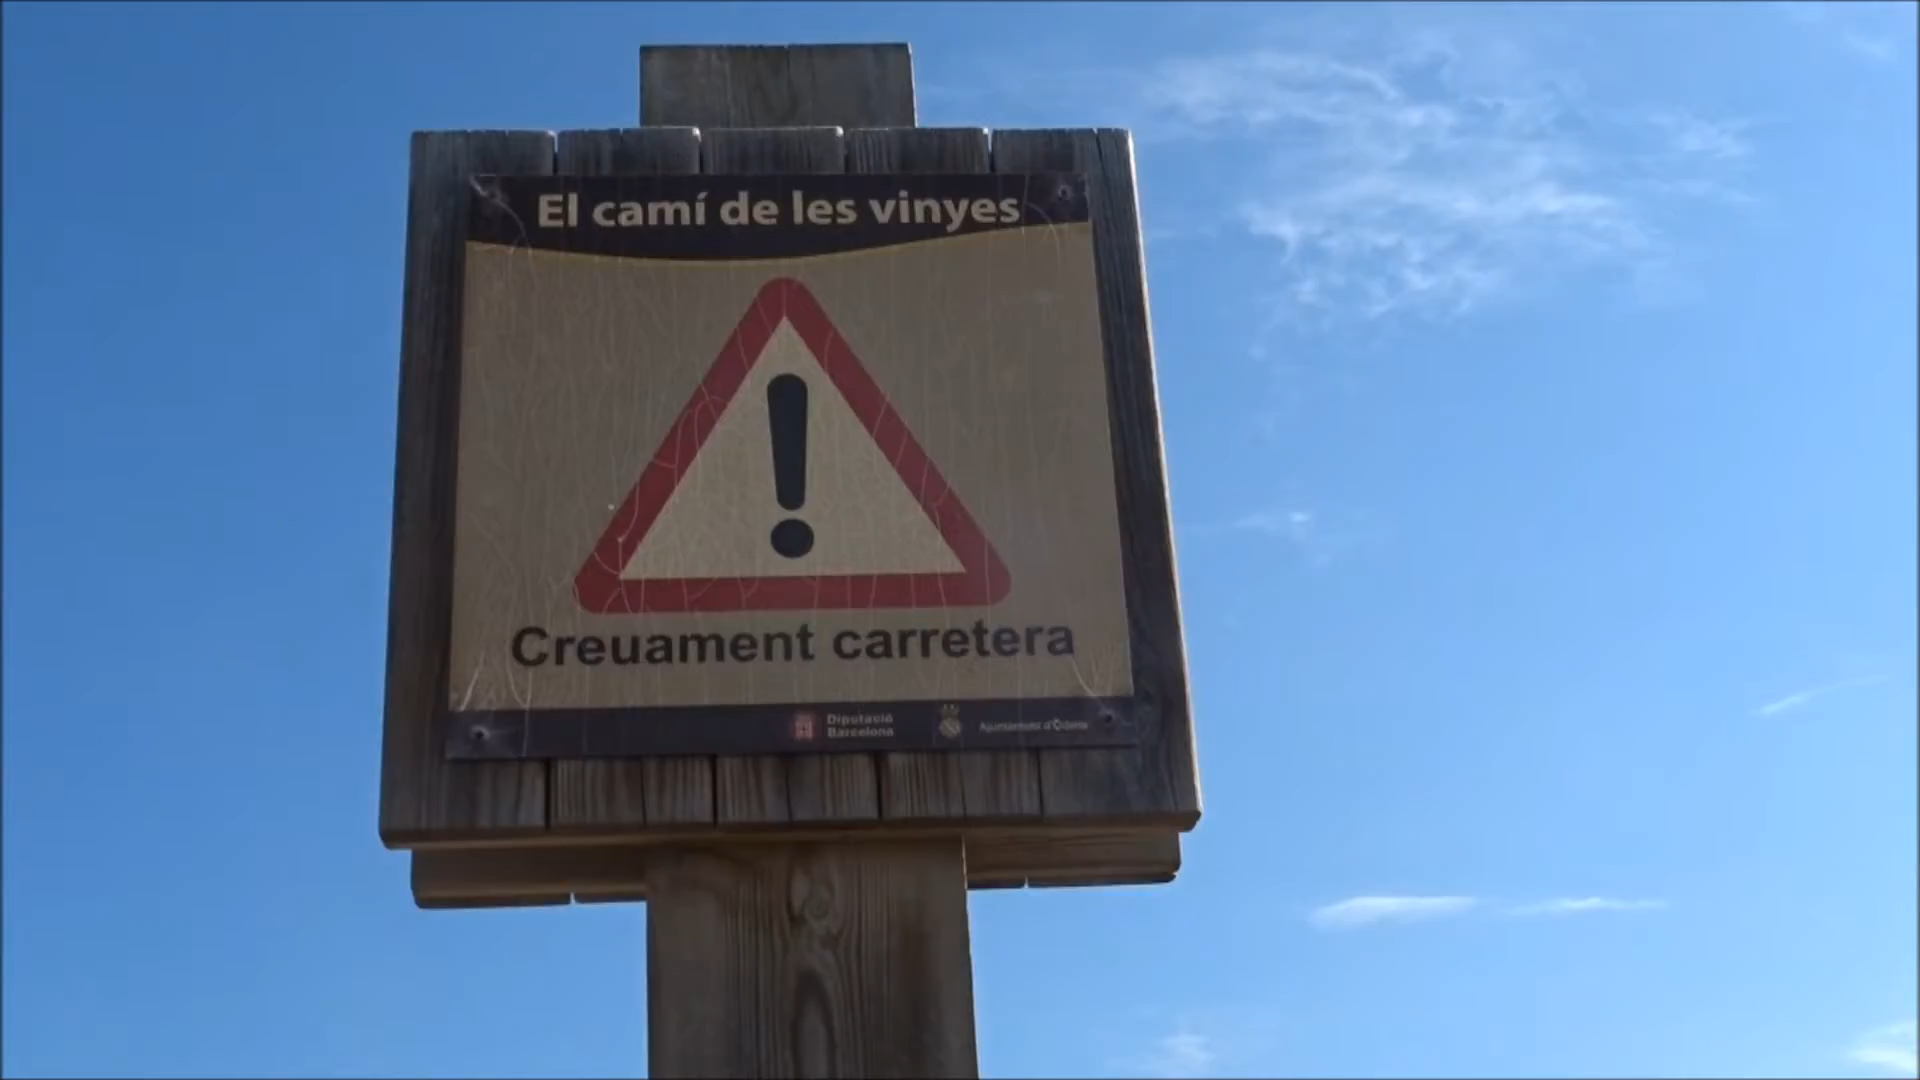 El camí de les vinyes
!
Creuament carretera
Diputació
Barcelona
Ajuntament d'Òdena